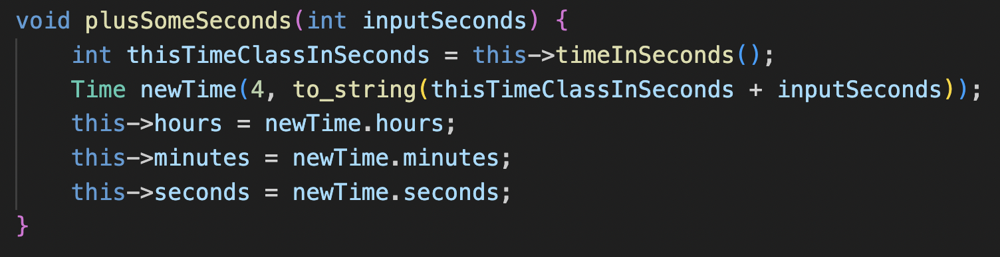 void plusSomeSeconds(int inputSeconds) {
    int thisTimeClassInSeconds = this->timeInSeconds();
    Time newTime(4, to_string(thisTimeClassInSeconds + inputSeconds));
    this->hours = newTime.hours;
    this->minutes = newTime.minutes;
    this->seconds = newTime.seconds;
}